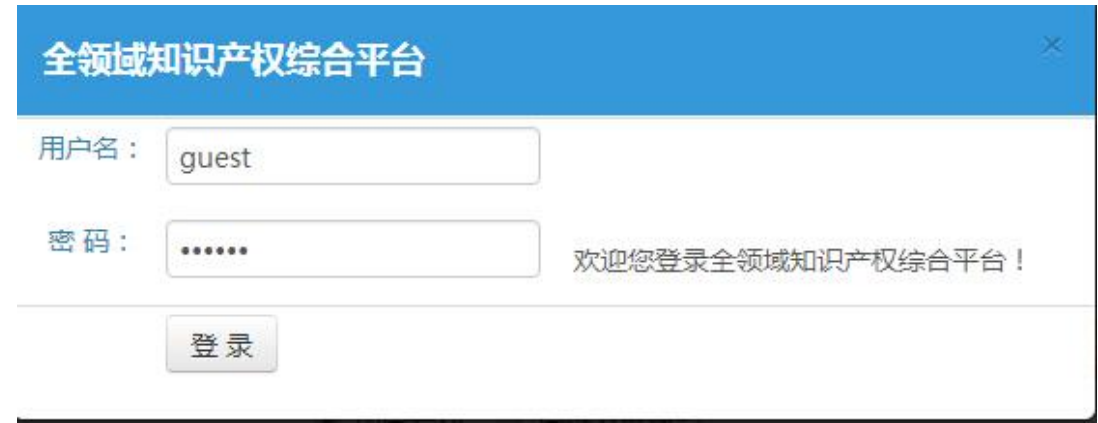 全领域知识产权综合平台 ×
用户名： guest
密 码： ••••••
欢迎您登录全领域知识产权综合平台！
登 录